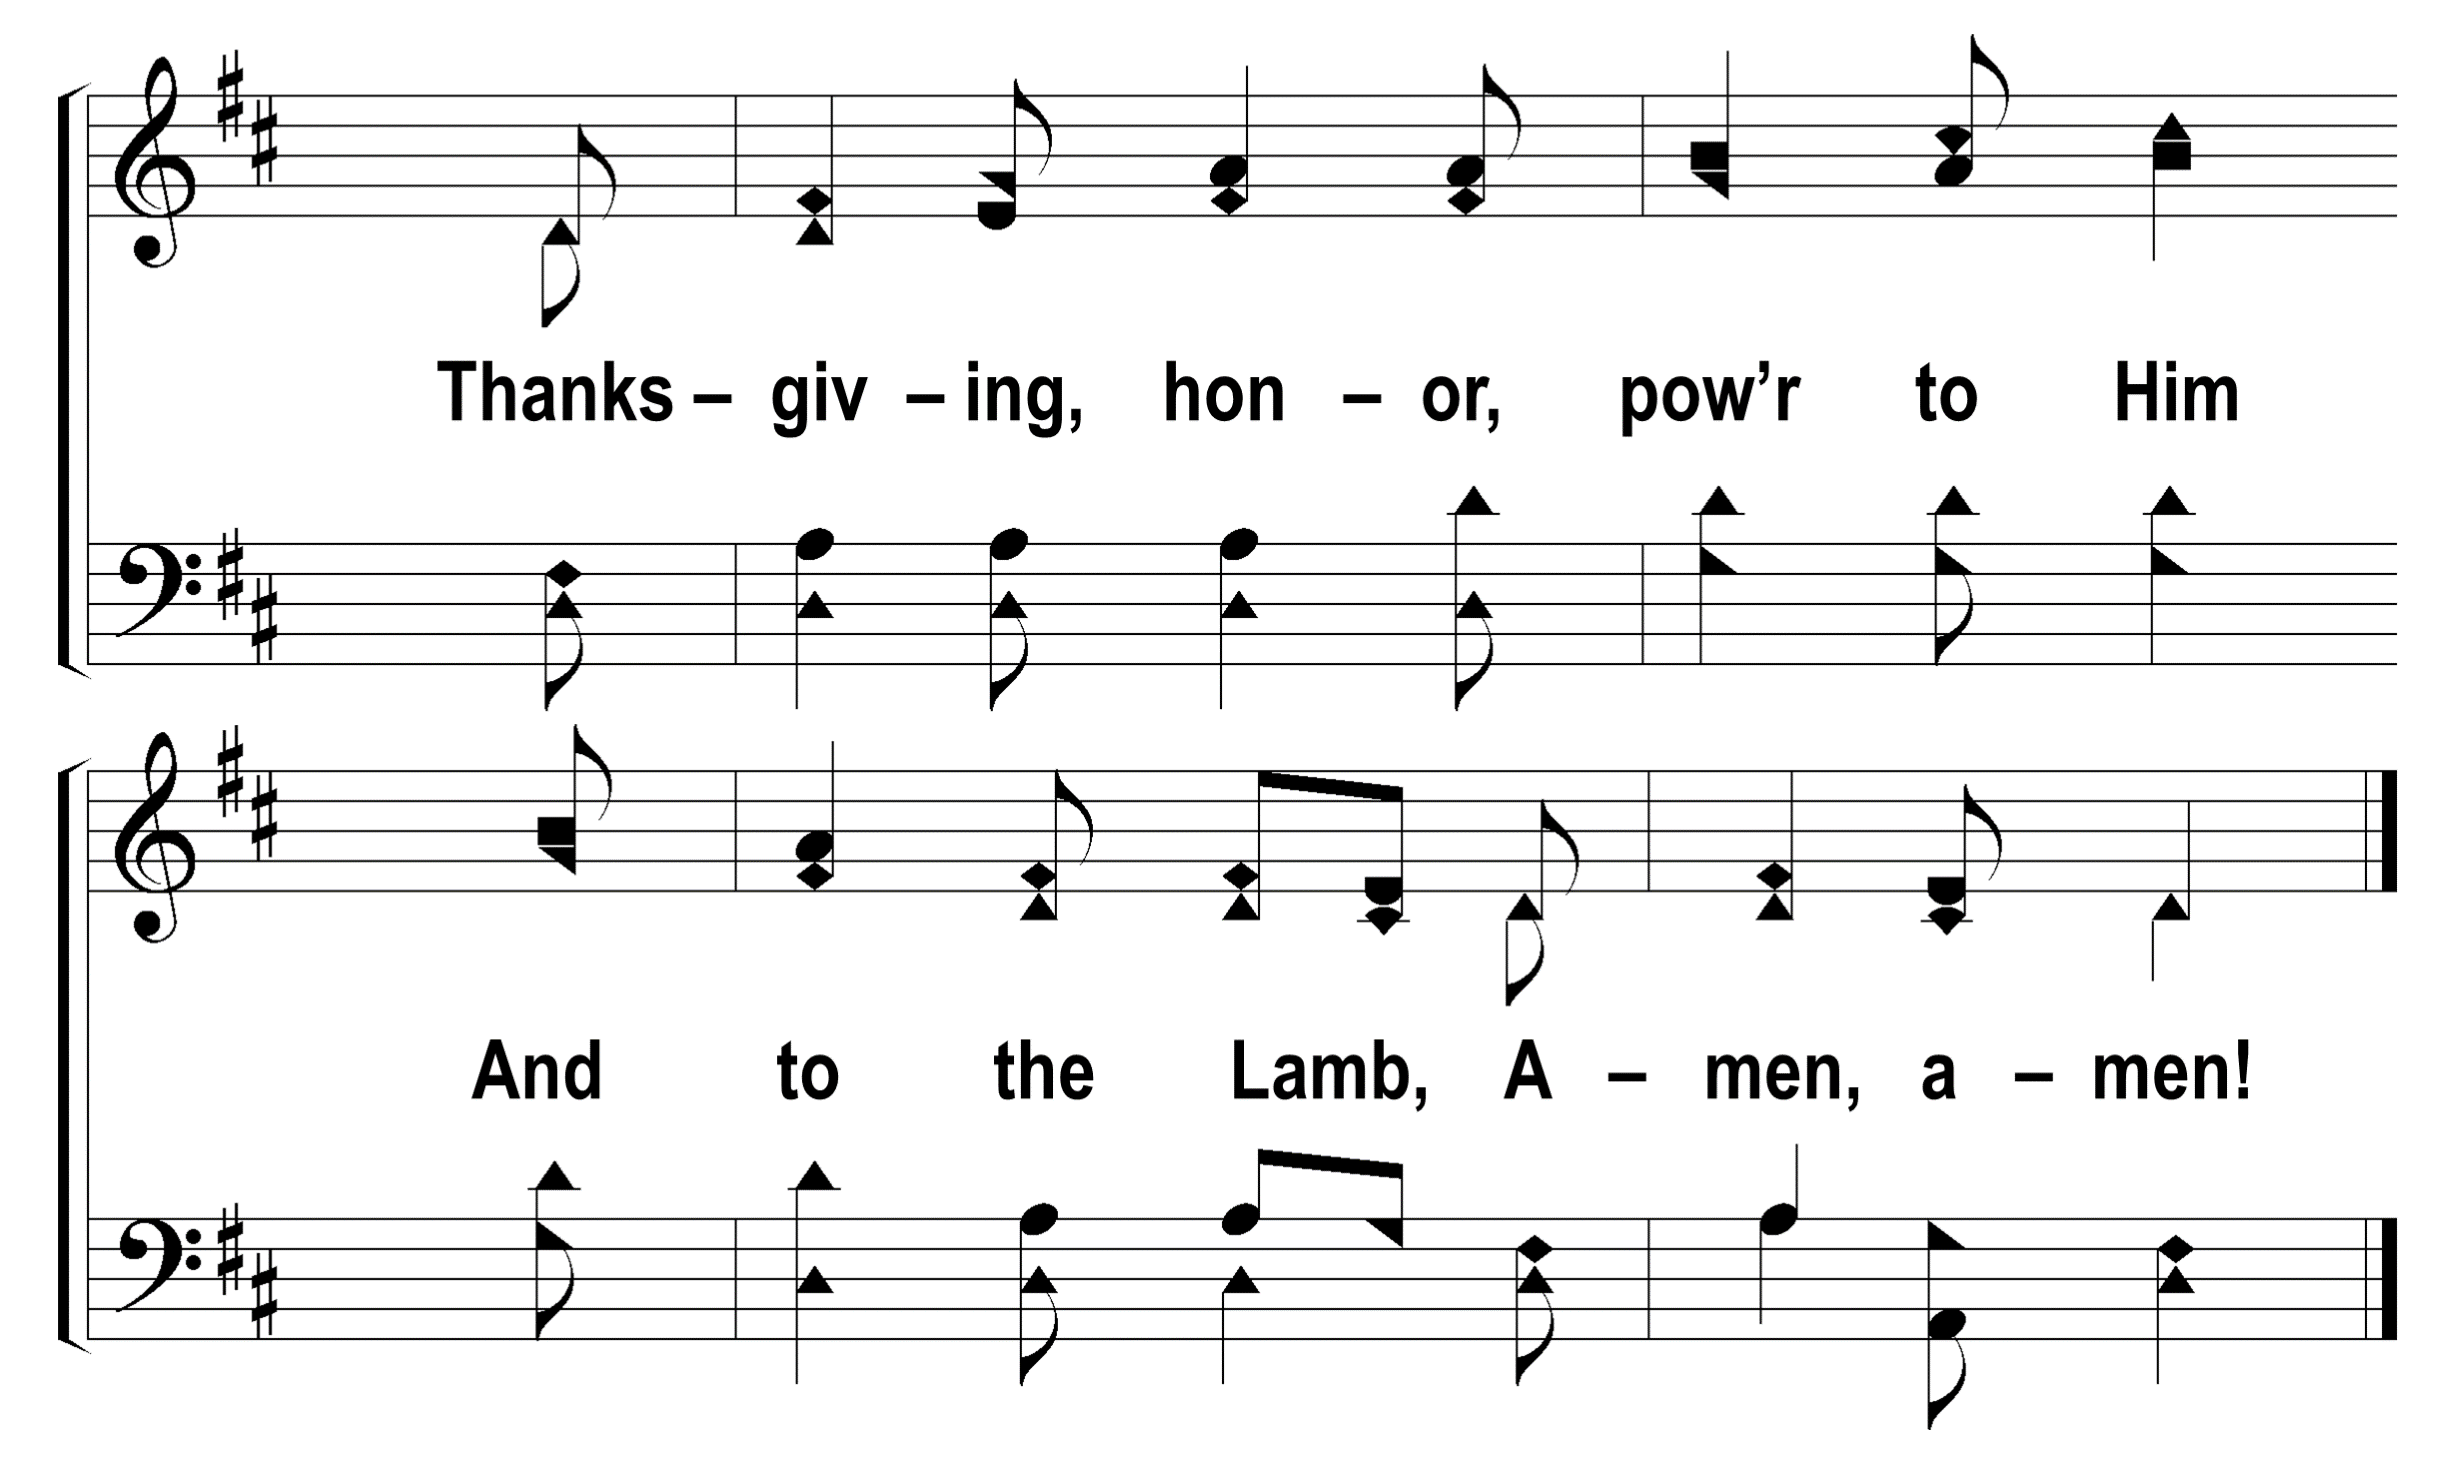 Thanks – giv – ing, hon – or, pow’r to Him
And to the Lamb, A – men, a – men!